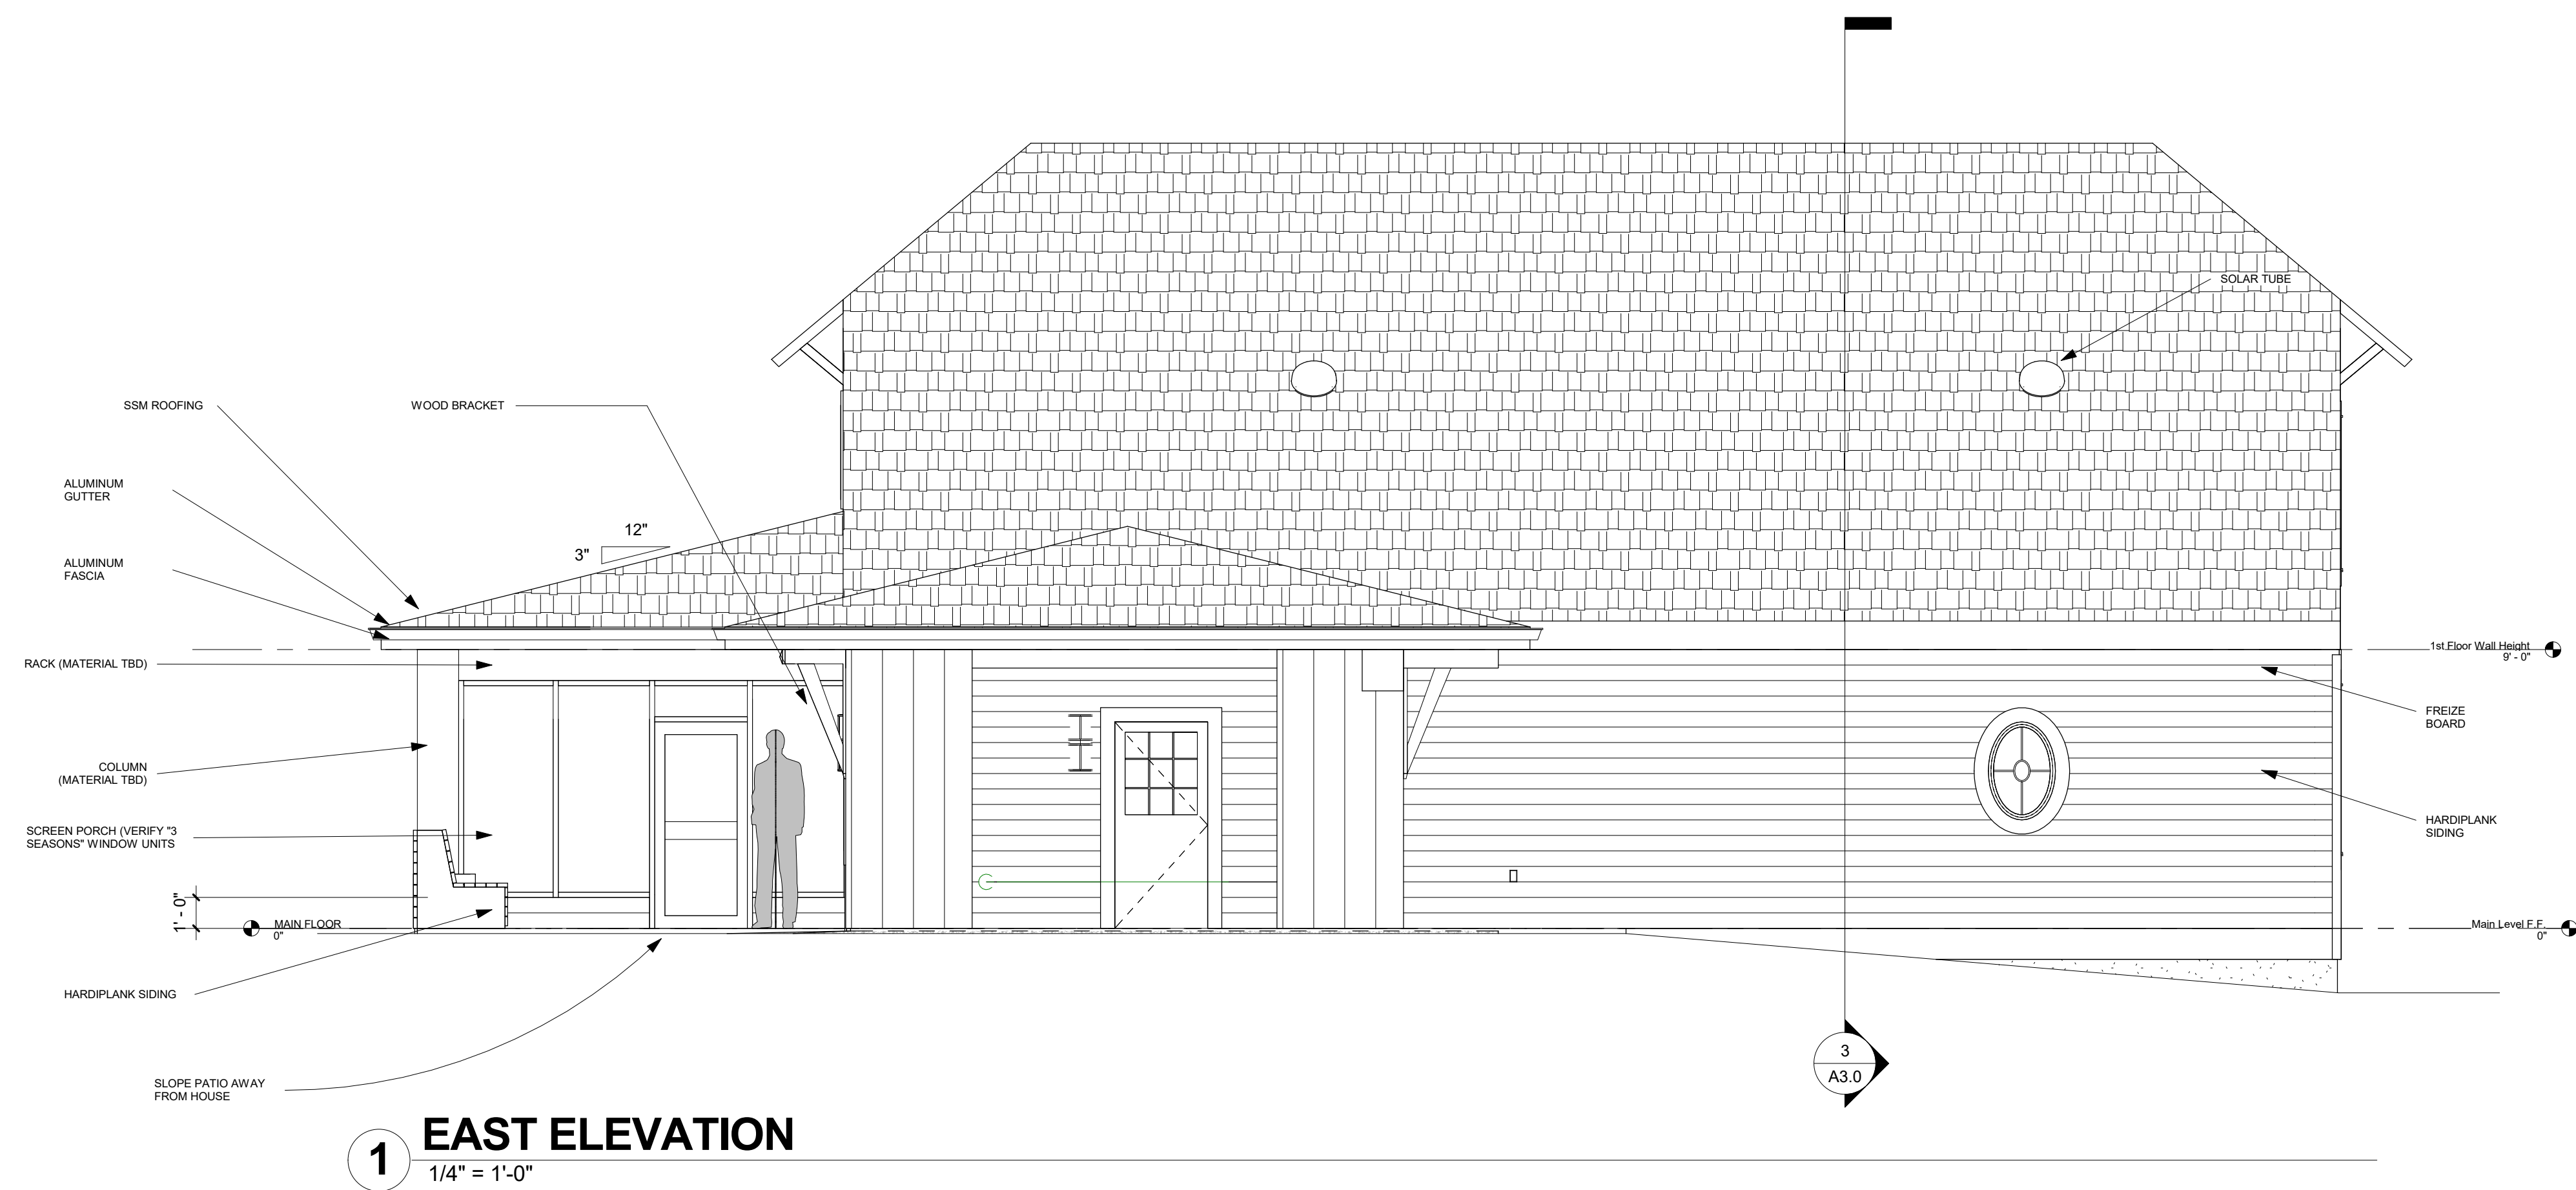 SOLAR TUBE
SSM ROOFING
WOOD BRACKET
ALUMINUM
GUTTER
12"
3"
ALUMINUM
FASCIA
RACK (MATERIAL TBD)
1st Floor Wall Height
9' - 0"
FREIZE
BOARD
COLUMN
(MATERIAL TBD)
SCREEN PORCH (VERIFY "3
SEASONS" WINDOW UNITS
HARDIPLANK
SIDING
1' - 0"
MAIN FLOOR
0"
Main Level F.F.
0"
HARDIPLANK SIDING
3
A3.0
SLOPE PATIO AWAY
FROM HOUSE
1
EAST ELEVATION
1/4" = 1'-0"